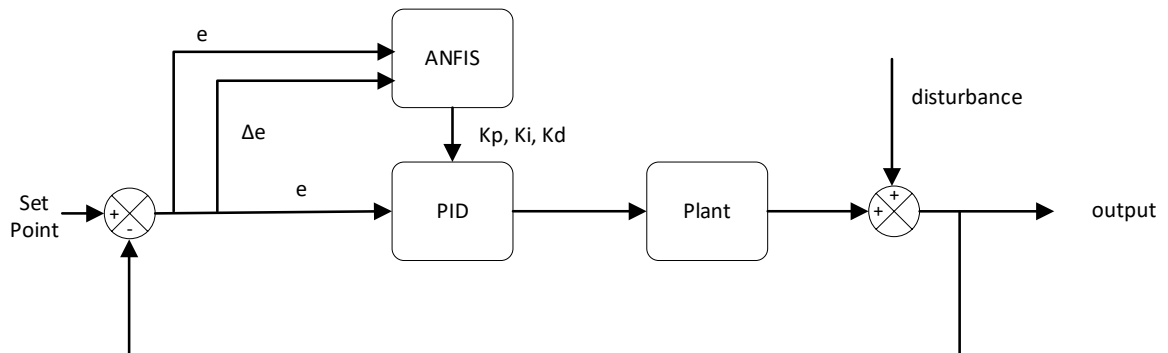 e
ANFIS
disturbance
Δe
Kp, Ki, Kd
e
Set
Point
+
-
PID
Plant
+
+
output